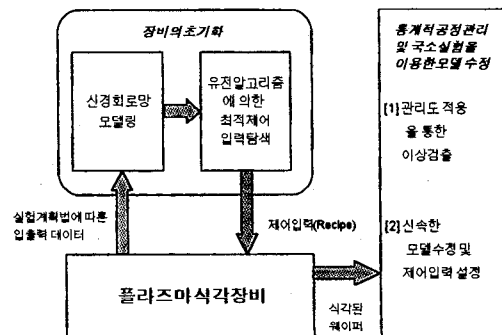 장비의초기화
신경회로망
모델링
유전알고리즘
에 의한
최적제어
입력탐색
실험계획법에 따른
입출력 데이터
제어입력(Recipe)
플라즈마식각장비
식각된
웨이퍼
통계적공정관리
및 국소실험을
이용한모델 수정
[1]관리도 적용
을 통한
이상검출
[2]신속한
모델수정 및
제어입력 설정